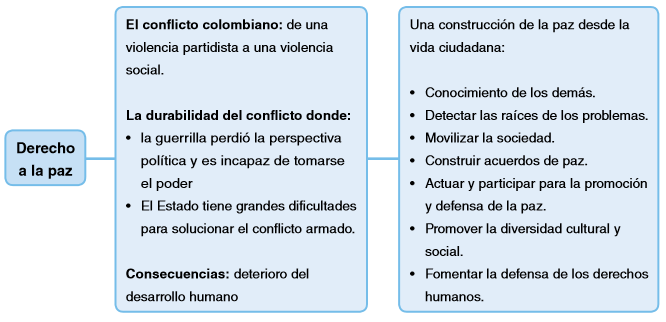 Derecho
a la paz
El conflicto colombiano: de una
violencia partidista a una violencia
social.
La durabilidad del conflicto donde:
• la guerrilla perdió la perspectiva
política y es incapaz de tomarse
el poder
• El Estado tiene grandes dificultades
para solucionar el conflicto armado.
Consecuencias: deterioro del
desarrollo humano
Una construcción de la paz desde la
vida ciudadana:
• Conocimiento de los demás.
• Detectar las raíces de los problemas.
• Movilizar la sociedad.
• Construir acuerdos de paz.
• Actuar y participar para la promoción
y defensa de la paz.
• Promover la diversidad cultural y
social.
• Fomentar la defensa de los derechos
humanos.